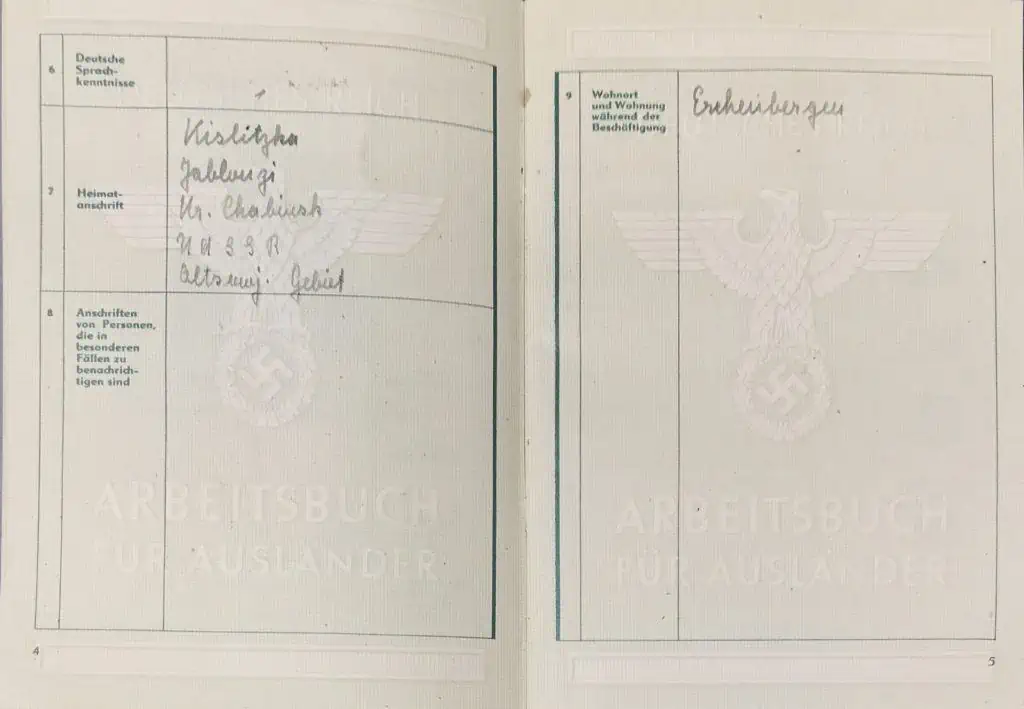 6
Deutsche
Sprach-
kenntnisse
7
Heimat-
anschrift
Kislitzka
Jablonzi
Kr. Chabinsk
U d S S R
Gebiet
8
Anschriften
von Personen,
die in
besonderen
Fällen zu
benachrich-
tigen sind
ARBEITSBUCH
FÜR AUSLÄNDER
4
9
Wohnort
und Wohnung
während der
Beschäftigung
Eschenbergen
ARBEITSBUCH
FÜR AUSLÄNDER
5